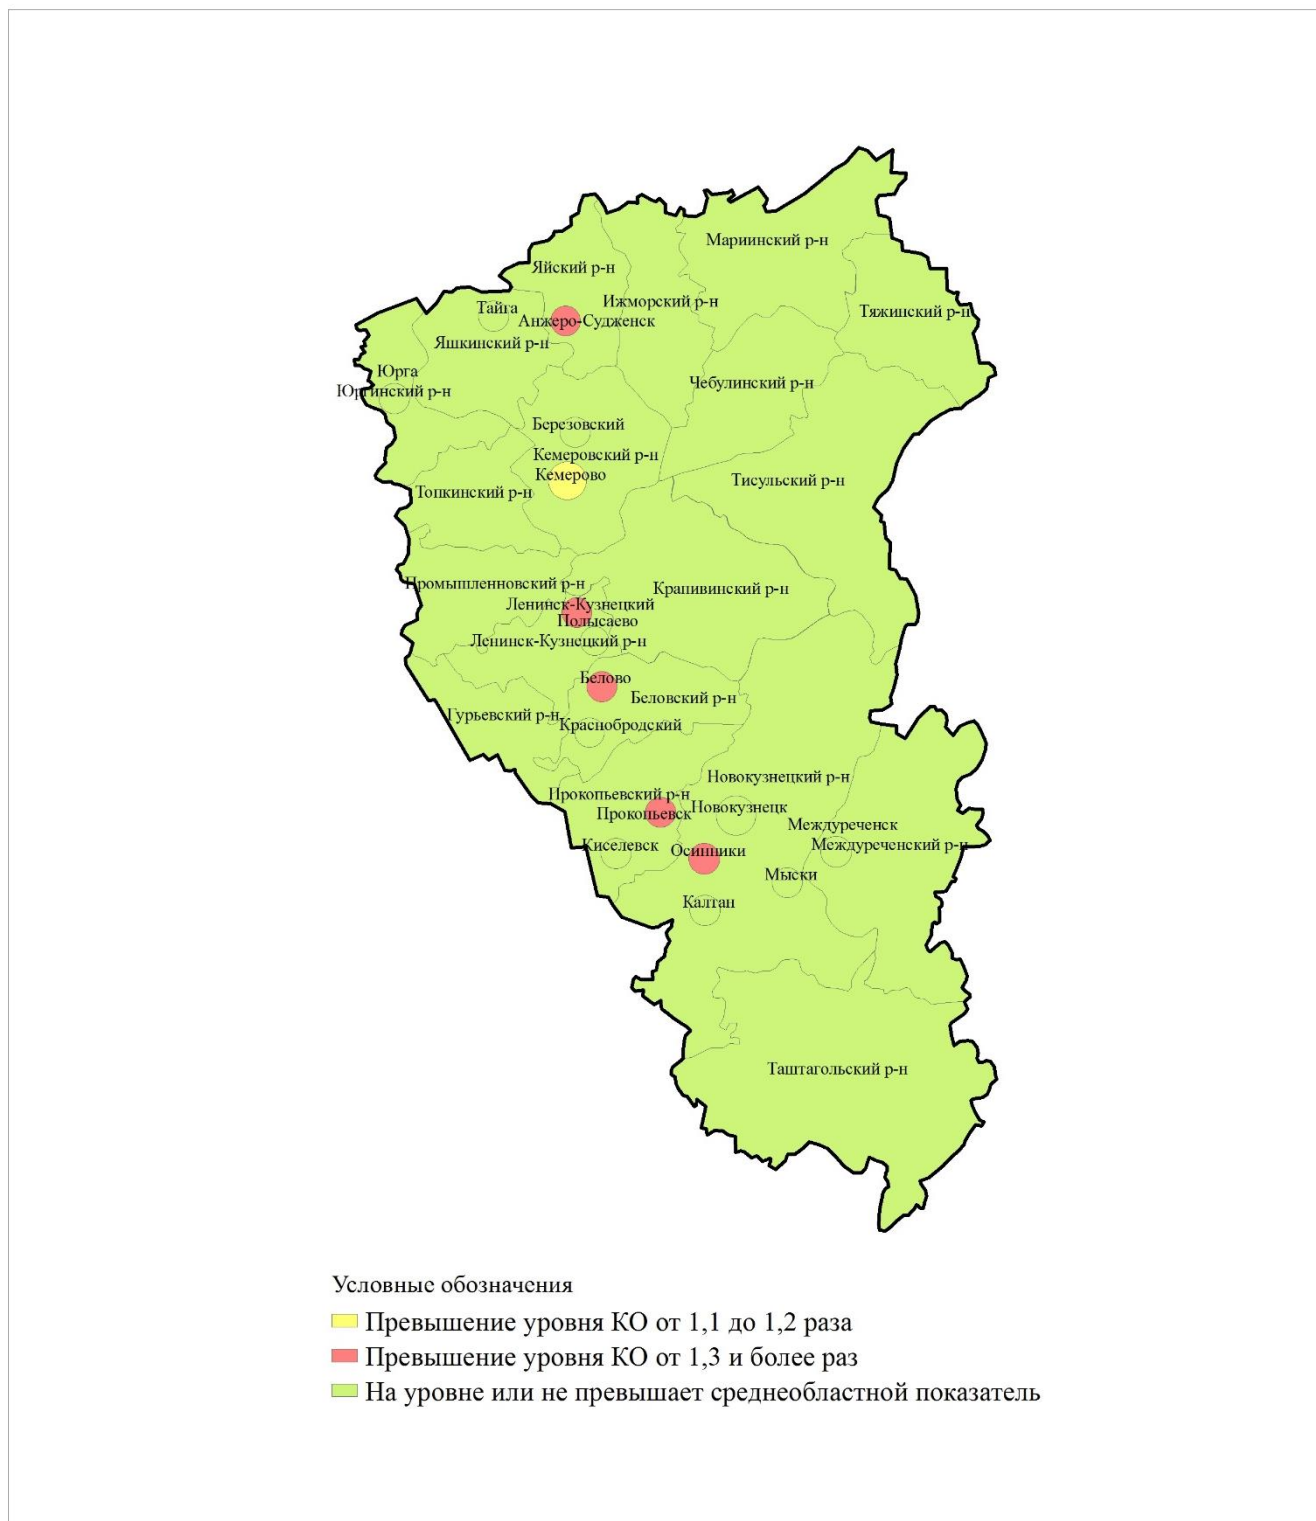 Мариинский р-н
Яйский р-н
Ижморский р-н
Тайга
Тяжинский р-н
Анжеро-Судженск
Яшкинский р-н
Юрга
Чебулинский р-н
Юргинский р-н
Березовский
Кемеровский р-н
Кемерово
Тисульский р-н
Топкинский р-н
Промышленновский р-н
Крапивинский р-н
Ленинск-Кузнецкий
Полысаево
Ленинск-Кузнецкий р-н
Белово
Беловский р-н
Гурьевский р-н
Краснобродский
Новокузнецкий р-н
Прокопьевский р-н
Новокузнецк
Прокопьевск
Междуреченск
Киселевск
Осинники
Междуреченский р-н
Мыски
Калтан
Таштагольский р-н
Условные обозначения
Превышение уровня КО от 1,1 до 1,2 раза
Превышение уровня КО от 1,3 и более раз
На уровне или не превышает среднеобластной показатель